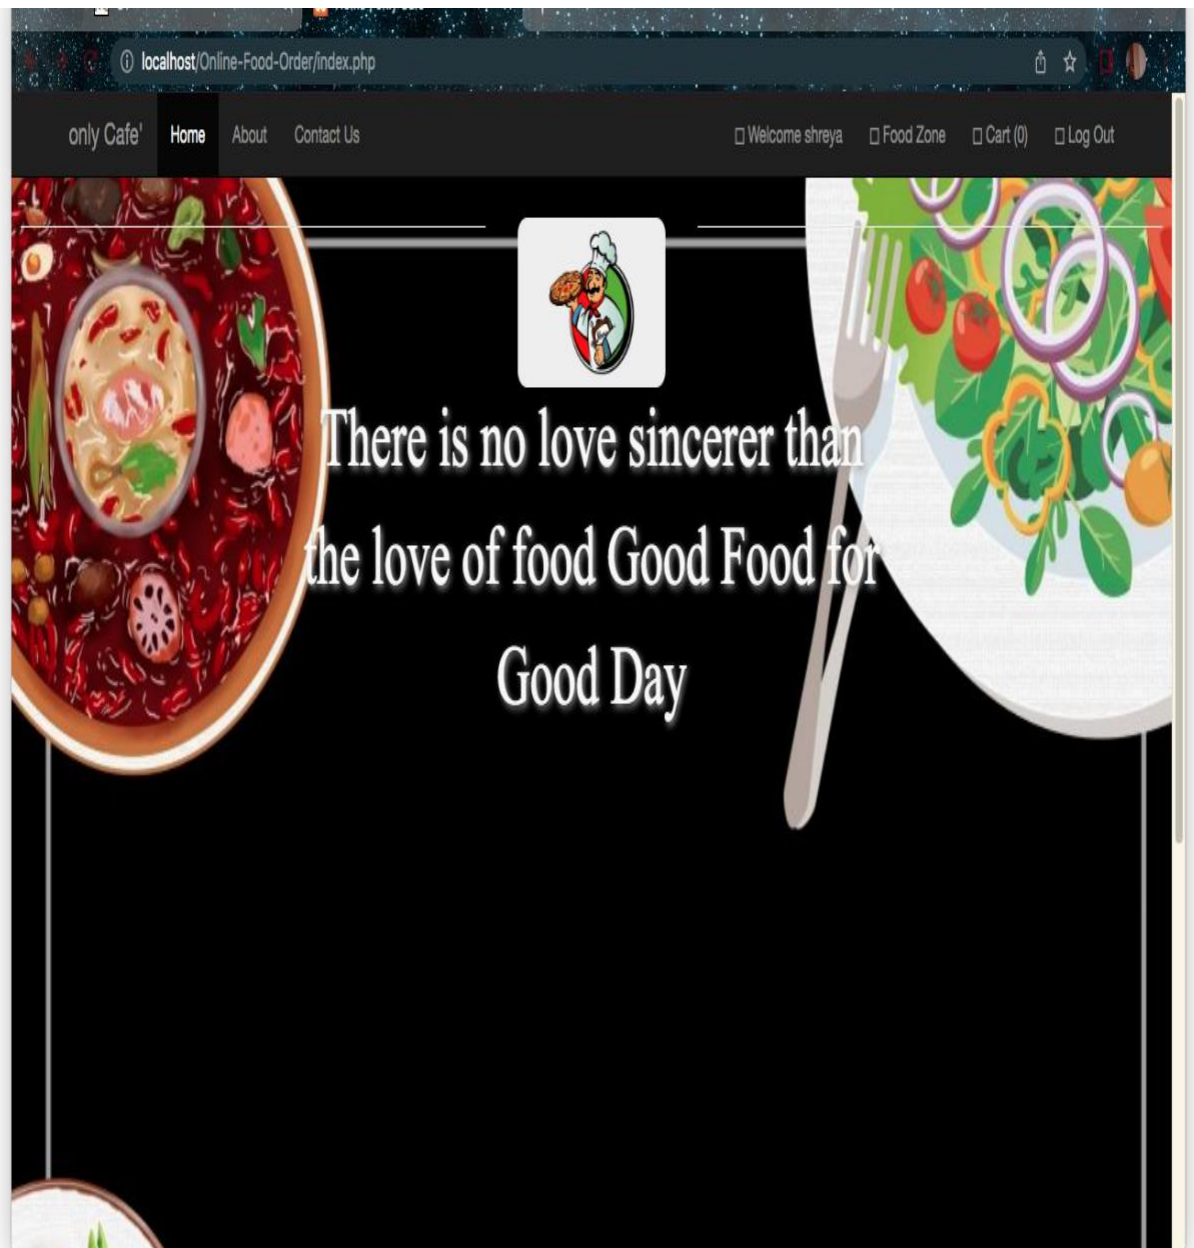 localhost/Online-Food-Order/index.php
only Cafe' Home About Contact Us Welcome shreya Food Zone Cart (0) Log Out
There is no love sincerer than
the love of food Good Food for
Good Day